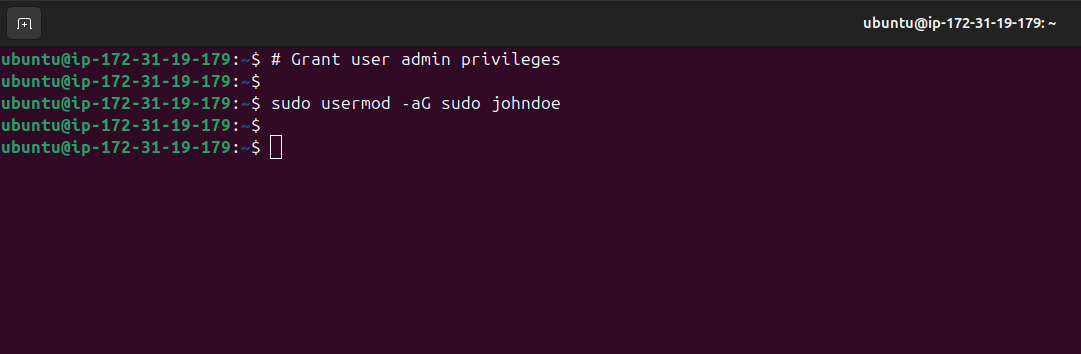 ubuntu@ip-172-31-19-179: ~
ubuntu@ip-172-31-19-179:~$ # Grant user admin privileges
ubuntu@ip-172-31-19-179:~$
ubuntu@ip-172-31-19-179:~$ sudo usermod -aG sudo johndoe
ubuntu@ip-172-31-19-179:~$
ubuntu@ip-172-31-19-179:~$